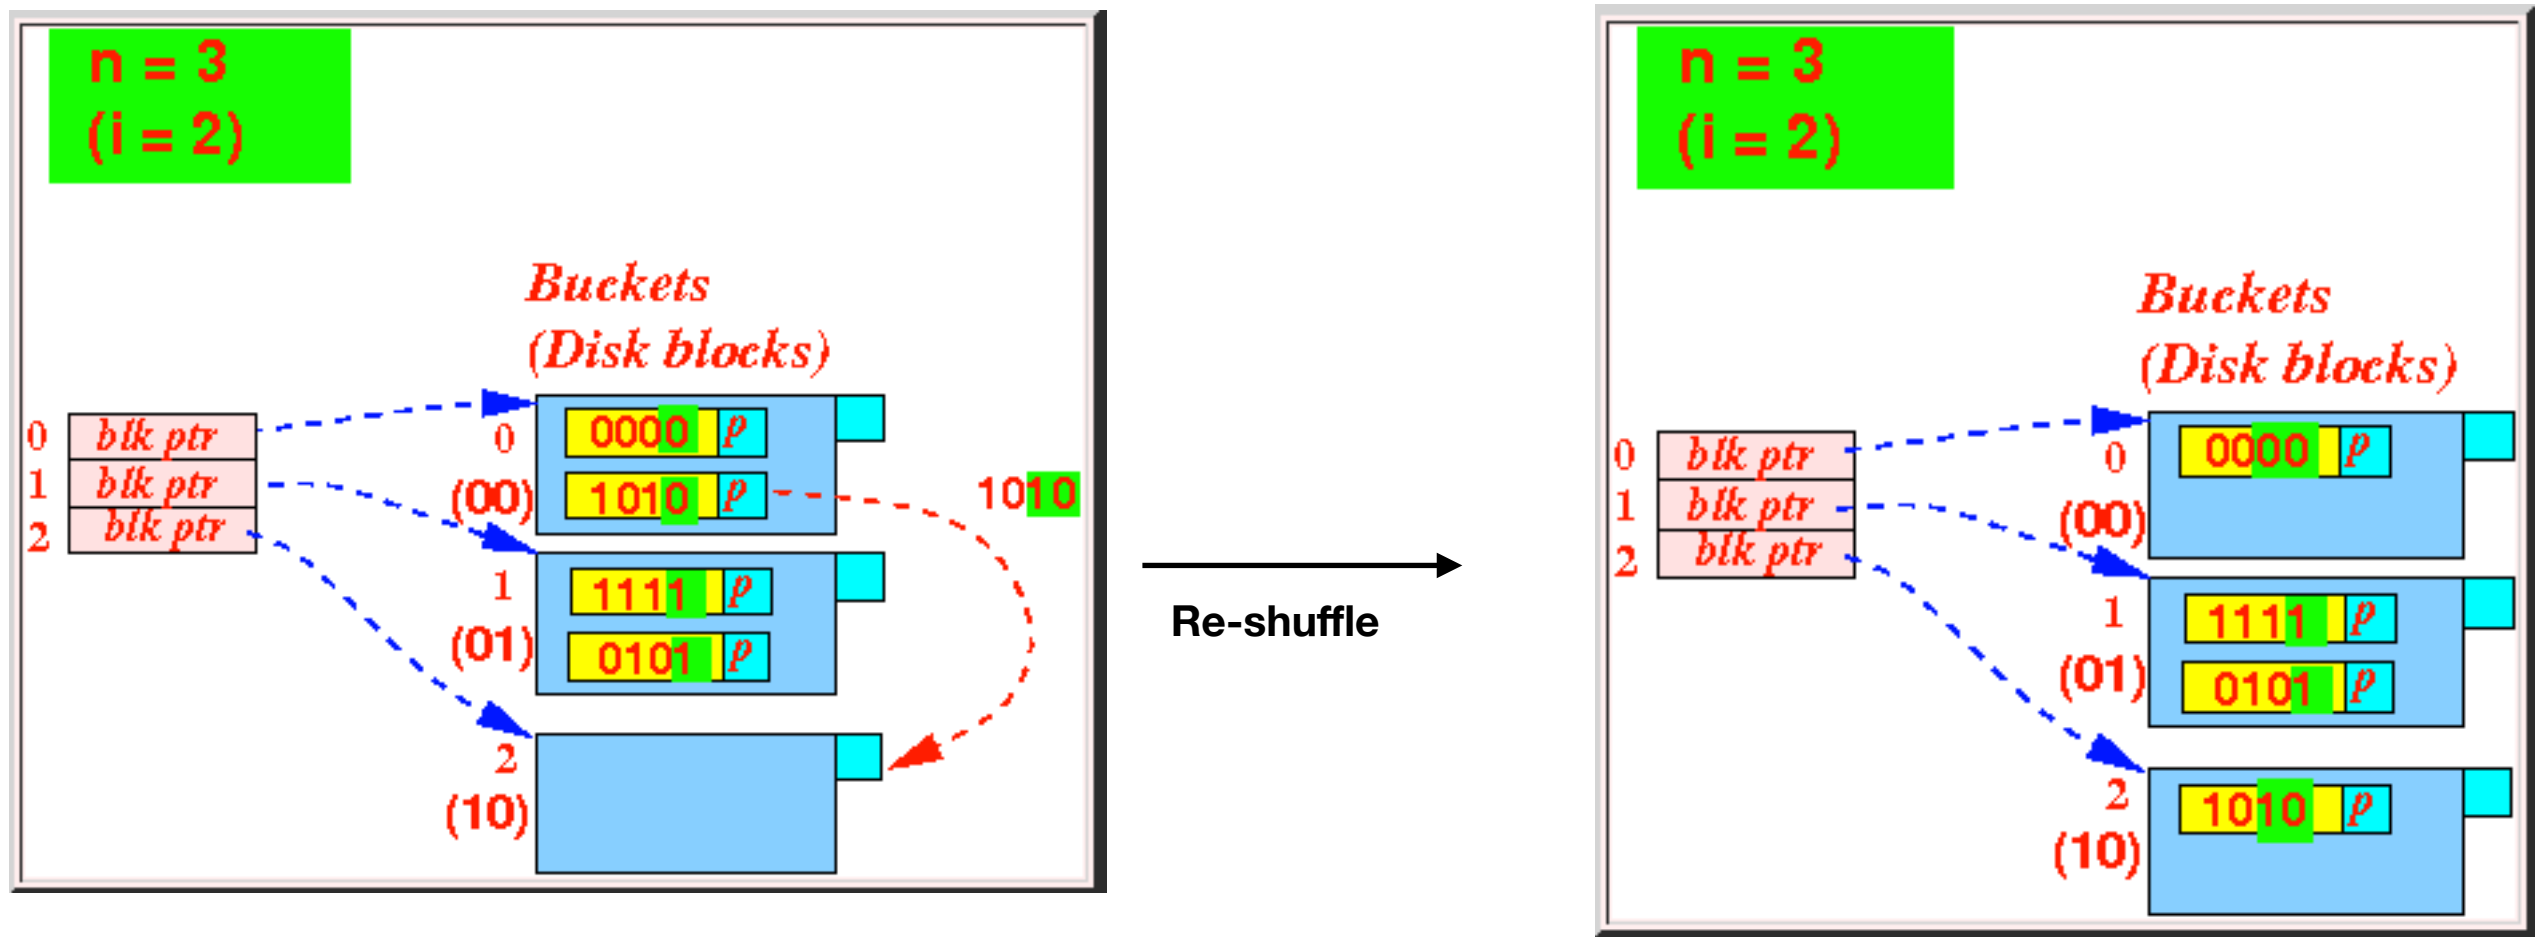 n = 3
(i = 2)
Buckets
(Disk blocks)
0 blk ptr
1 blk ptr
2 blk ptr
0
(00)
0000 p
1010 p
1010
1
(01)
1111 p
0101 p
2
(10)
Re-shuffle
n = 3
(i = 2)
Buckets
(Disk blocks)
0 blk ptr
1 blk ptr
2 blk ptr
0
(00)
0000 p
1
(01)
1111 p
0101 p
2
(10)
1010 p